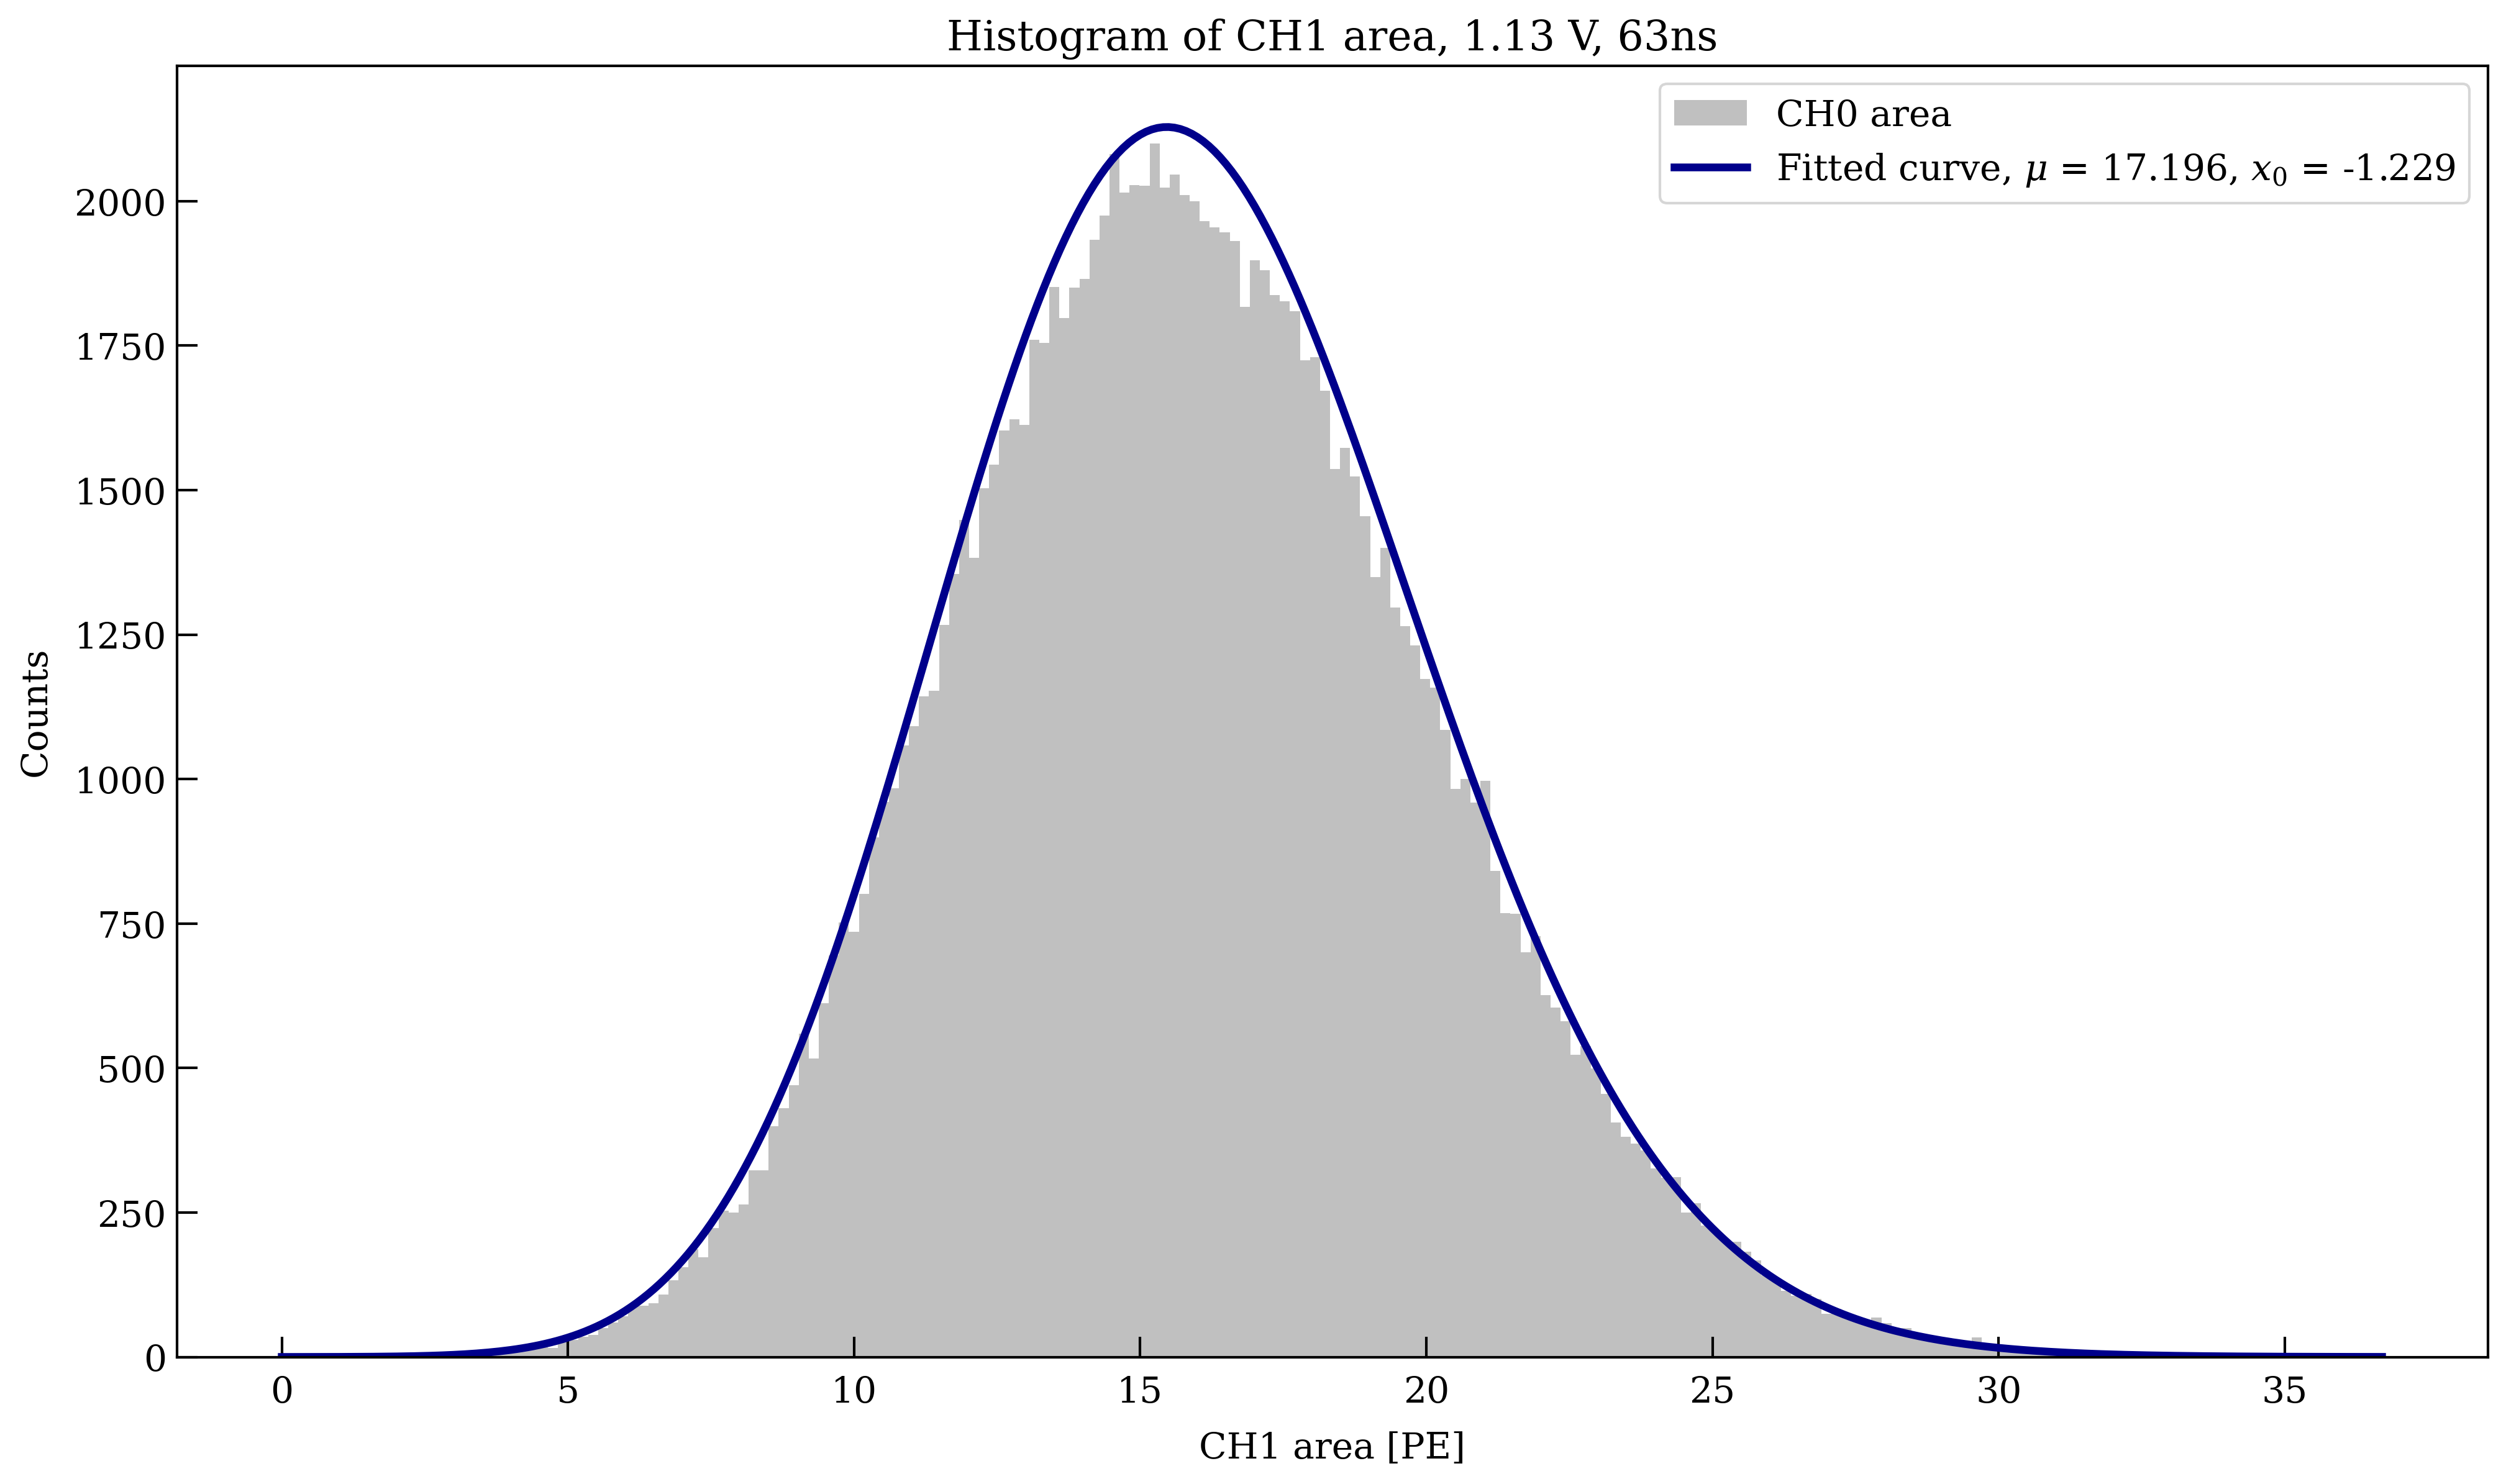 Histogram of CH1 area, 1.13 V, 63ns
CH0 area
Fitted curve, μ = 17.196, x₀ = -1.229
Counts
2000
1750
1500
1250
1000
750
500
250
0
0 5 10 15 20 25 30 35
CH1 area [PE]